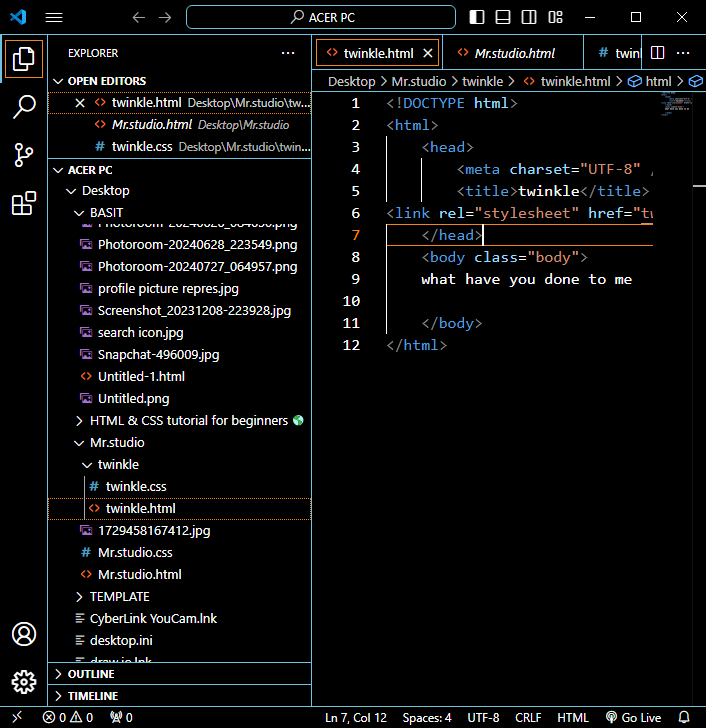 ACER PC
EXPLORER
OPEN EDITORS
twinkle.html Desktop\Mr.studio\tw...
Mr.studio.html Desktop\Mr.studio
twinkle.css Desktop\Mr.studio\twin...
ACER PC
Desktop
BASIT
Photoroom-20240628_223549.png
Photoroom-20240727_064957.png
profile picture repres.jpg
Screenshot_20231208-223928.jpg
search icon.jpg
Snapchat-496009.jpg
Untitled-1.html
Untitled.png
HTML & CSS tutorial for beginners
Mr.studio
twinkle
twinkle.css
twinkle.html
1729458167412.jpg
Mr.studio.css
Mr.studio.html
TEMPLATE
CyberLink YouCam.lnk
desktop.ini
OUTLINE
TIMELINE
twinkle.html Mr.studio.html twinl
Desktop > Mr.studio > twinkle > twinkle.html > html >
1 <!DOCTYPE html>
2 <html>
3 <head>
4 <meta charset="UTF-8" /
5 <title>twinkle</title>
6 <link rel="stylesheet" href="tw
7 </head>
8 <body class="body">
9 what have you done to me
10
11 </body>
12 </html>
0 0 0 Ln 7, Col 12 Spaces: 4 UTF-8 CRLF HTML Go Live